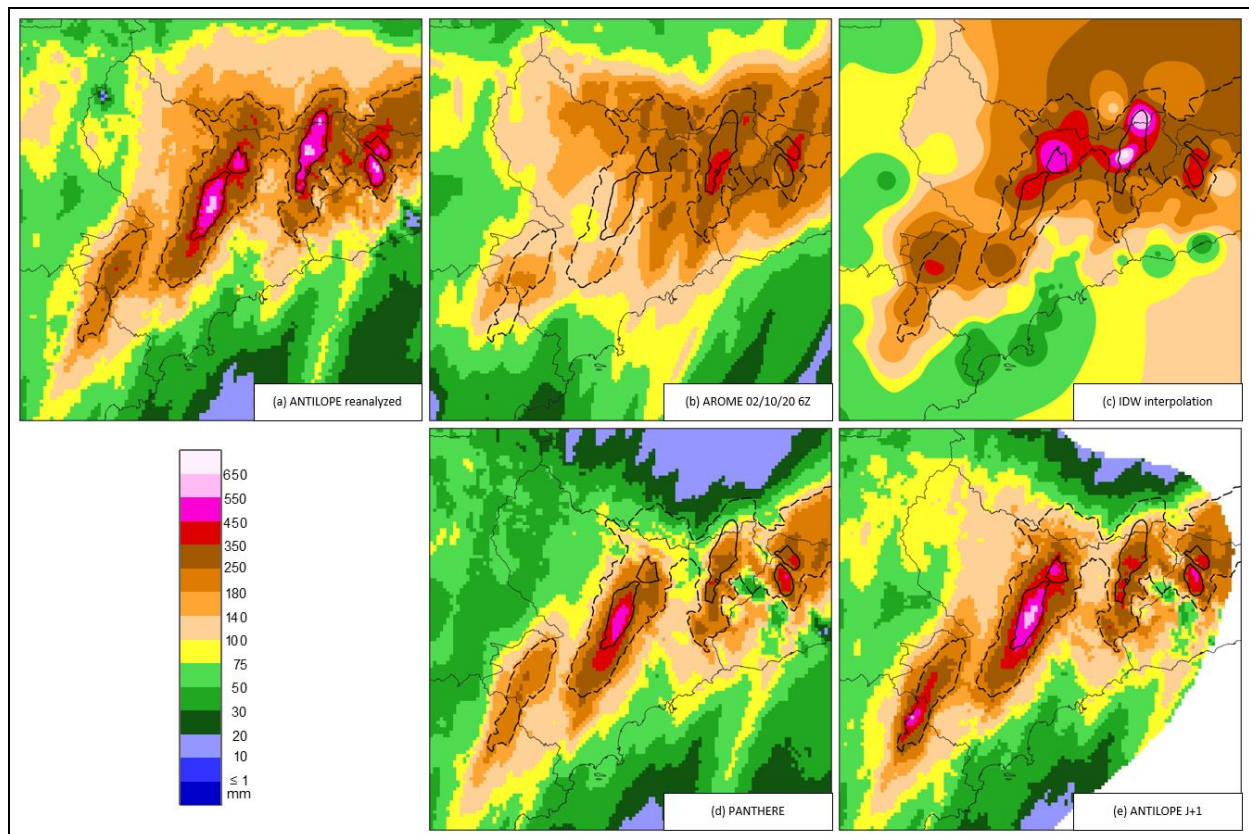 (a) ANTILOPE reanalyzed
(b) AROME 02/10/20 6Z
(c) IDW interpolation
650
550
450
350
250
180
140
100
75
50
30
20
10
≤ 1
mm
(d) PANTHERE
(e) ANTILOPE J+1